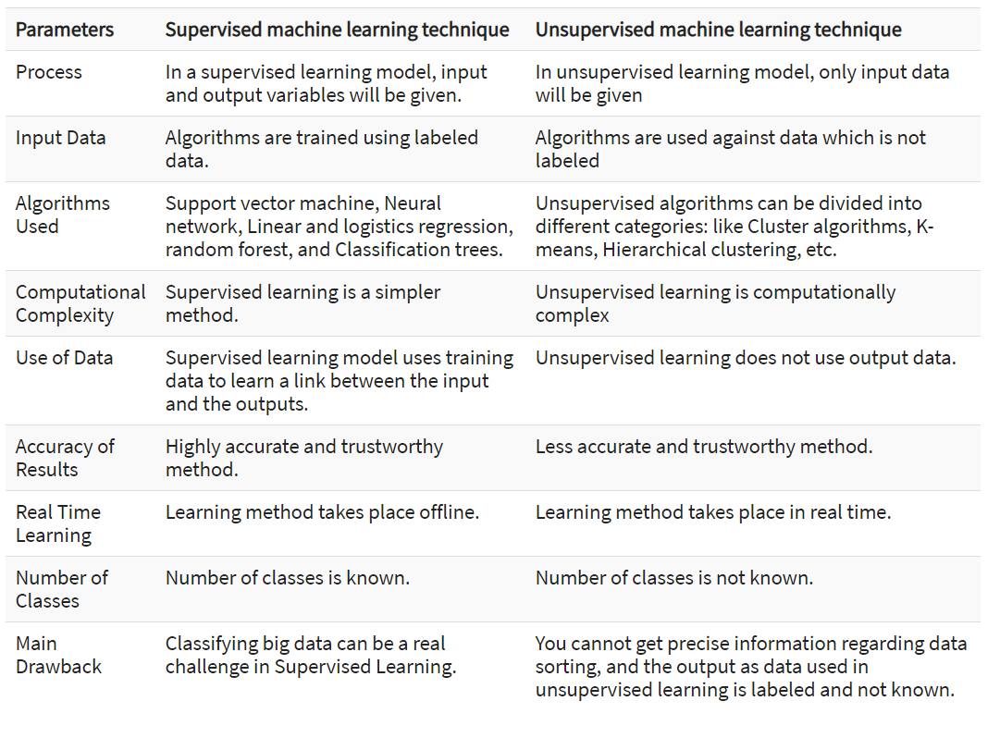 Parameters Supervised machine learning technique Unsupervised machine learning technique
Process In a supervised learning model, input In unsupervised learning model, only input data
and output variables will be given. will be given
Input Data Algorithms are trained using labeled Algorithms are used against data which is not
data. labeled
Algorithms Support vector machine, Neural Unsupervised algorithms can be divided into
Used network, Linear and logistics regression, different categories: like Cluster algorithms, K-
random forest, and Classification trees. means, Hierarchical clustering, etc.
Computational Supervised learning is a simpler Unsupervised learning is computationally
Complexity method. complex
Use of Data Supervised learning model uses training Unsupervised learning does not use output data.
data to learn a link between the input
and the outputs.
Accuracy of Highly accurate and trustworthy Less accurate and trustworthy method.
Results method.
Real Time Learning method takes place offline. Learning method takes place in real time.
Learning
Number of Number of classes is known. Number of classes is not known.
Classes
Main Classifying big data can be a real You cannot get precise information regarding data
Drawback challenge in Supervised Learning. sorting, and the output as data used in
unsupervised learning is labeled and not known.